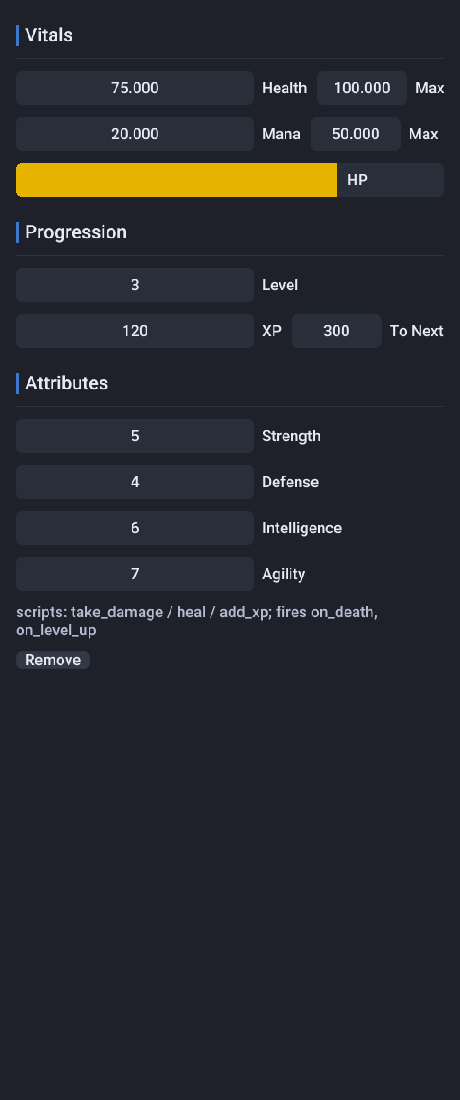 Vitals
75.000 Health 100.000 Max
20.000 Mana 50.000 Max
HP
Progression
3 Level
120 XP 300 To Next
Attributes
5 Strength
4 Defense
6 Intelligence
7 Agility
scripts: take_damage / heal / add_xp; fires on_death,
on_level_up
Remove